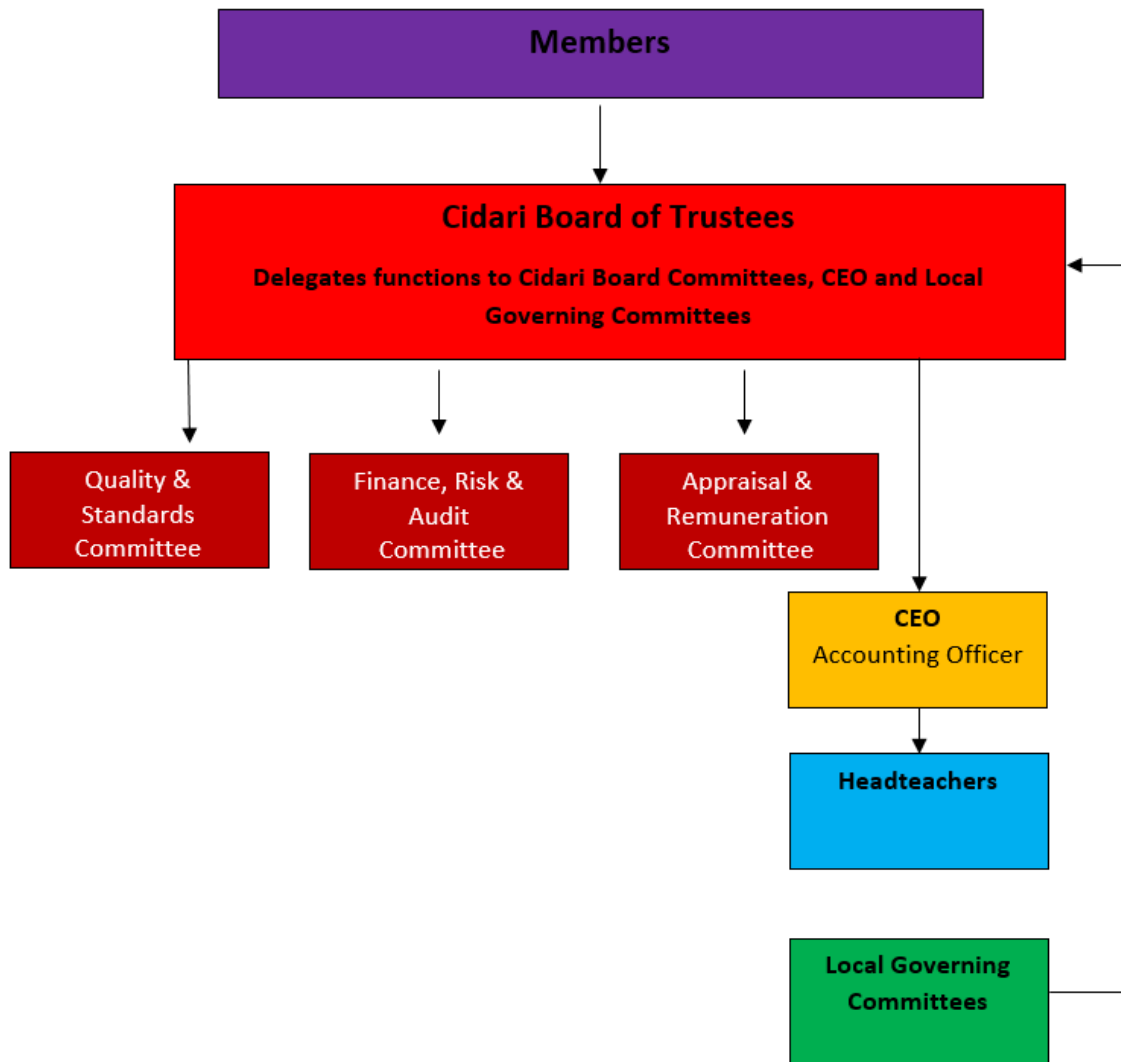 Members
Cidari Board of Trustees
Delegates functions to Cidari Board Committees, CEO and Local
Governing Committees
Quality &
Standards
Committee
Finance, Risk &
Audit
Committee
Appraisal &
Remuneration
Committee
CEO
Accounting Officer
Headteachers
Local Governing
Committees